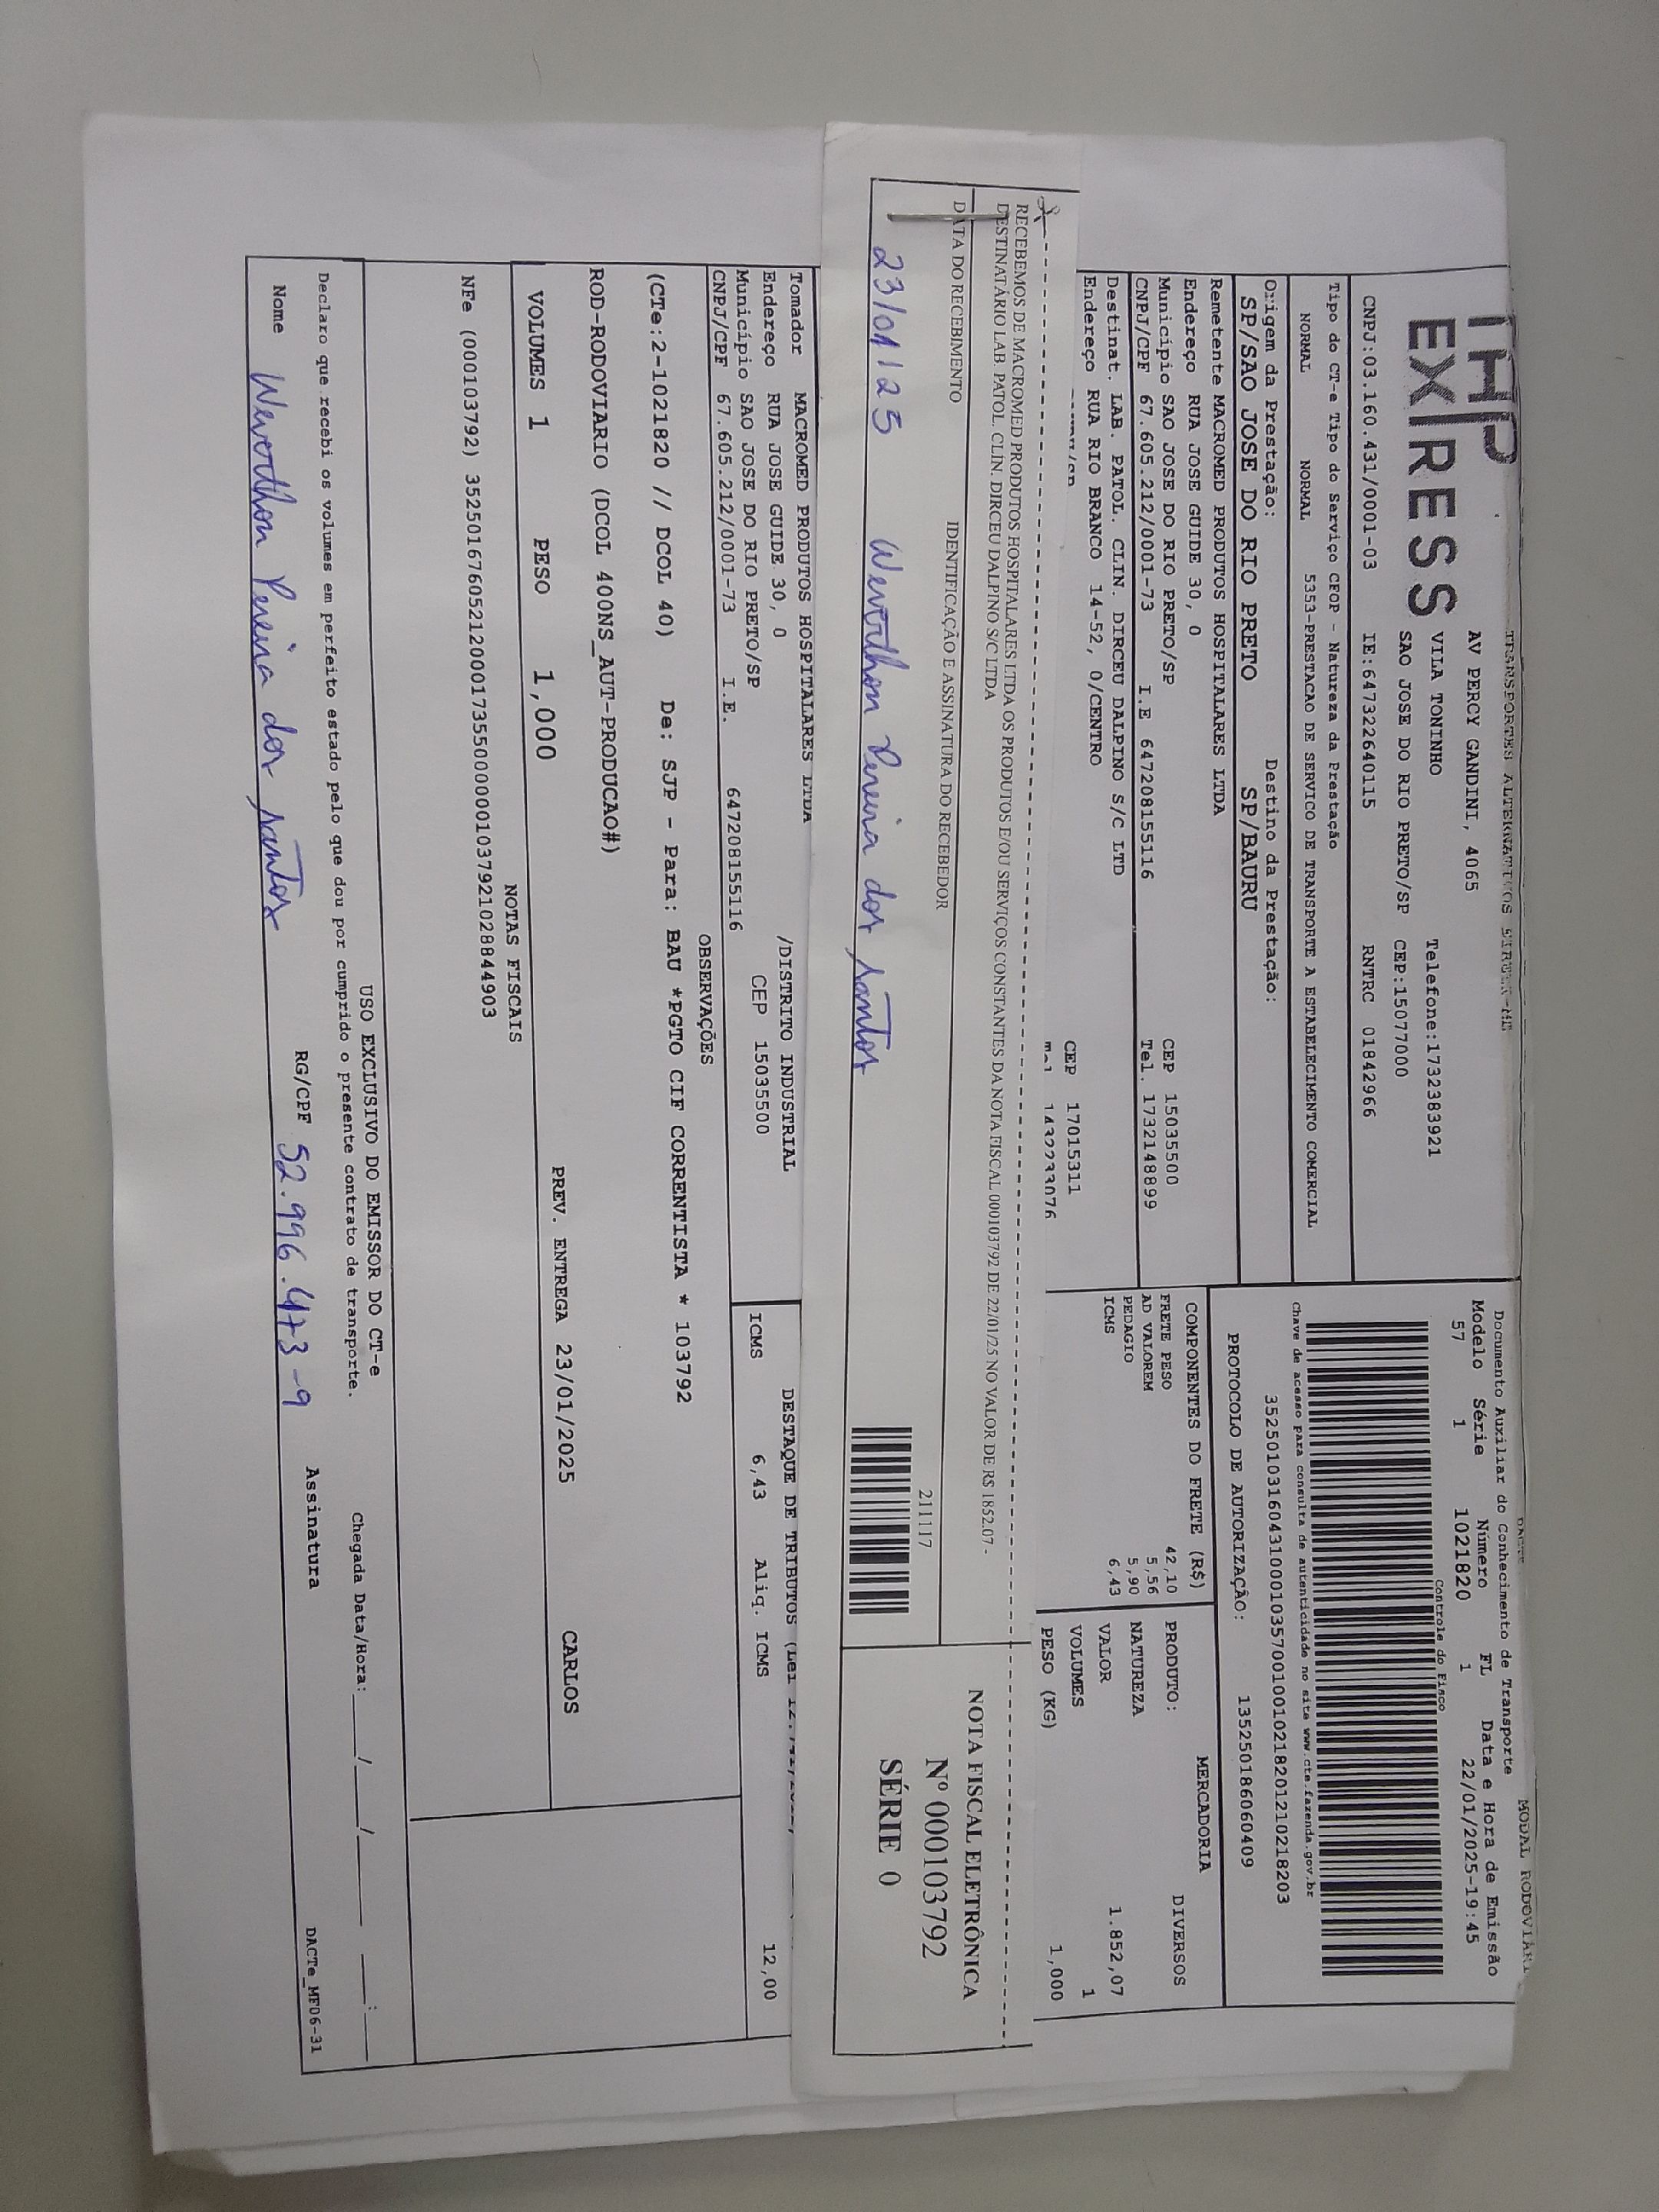 EXPRESS
AV PERCY GANDINI, 4065
VILA TONINHO Telefone:1732383921
SAO JOSE DO RIO PRETO/SP CEP:15077000
CNPJ:03.160.431/0001-03 IE:647322640115 RNTRC 01842966
Tipo do CT-e Tipo do Serviço CFOP - Natureza da Prestação
NORMAL NORMAL 5353-PRESTACAO DE SERVICO DE TRANSPORTE A ESTABELECIMENTO COMERCIAL
Origem da Prestação: Destino da Prestação:
SP/SAO JOSE DO RIO PRETO SP/BAURU
Remetente MACROMED PRODUTOS HOSPITALARES LTDA
Endereço RUA JOSE GUIDE 30, 0
Municipio SAO JOSE DO RIO PRETO/SP CEP 15035500
CNPJ/CPF 67.605.212/0001-73 I.E 647208155116 Tel. 1732148899
Destinat. LAB. PATOL. CLIN. DIRCEU DALPINO S/C LTD
Endereço RUA RIO BRANCO 14-52, 0/CENTRO
CEP 17015311
MODAL RODOVIARI
Documento Auxiliar do Conhecimento de Transporte
Modelo Série Número FL Data e Hora de Emissão
57 1 1021820 1 22/01/2025-19:45
Controle do Fisco
Chave de acesso para consulta de autenticidade no site www.cte.fazenda.gov.br
35250103160431000103570010010218201210218203
PROTOCOLO DE AUTORIZAÇÃO: 135250186060409
COMPONENTES DO FRETE (R$)
FRETE PESO 42,10
AD VALOREM 5,56
PEDAGIO 5,90
ICMS 6,43
MERCADORIA
PRODUTO: DIVERSOS
NATUREZA
VALOR 1.852,07
VOLUMES 1
PESO (KG) 1,000
RECEBEMOS DE MACROMED PRODUTOS HOSPITALARES LTDA OS PRODUTOS E/OU SERVIÇOS CONSTANTES DA NOTA FISCAL 000103792 DE 22/01/25 NO VALOR DE R$ 1852.07 -
DESTINATÁRIO LAB. PATOL. CLIN. DIRCEU DALPINO S/C LTDA
DATA DO RECEBIMENTO IDENTIFICAÇÃO E ASSINATURA DO RECEBEDOR
211117
23/01/25 Weverthon Pereira dos Santos
NOTA FISCAL ELETRÔNICA
Nº 000103792
SÉRIE 0
Tomador MACROMED PRODUTOS HOSPITALARES LTDA
Endereço RUA JOSE GUIDE 30, 0 /DISTRITO INDUSTRIAL
Municipio SAO JOSE DO RIO PRETO/SP CEP 15035500
CNPJ/CPF 67.605.212/0001-73 I.E. 647208155116
DESTAQUE DE TRIBUTOS (Lei
ICMS 6,43 Aliq. ICMS 12,00
OBSERVAÇÕES
(CTe:2-1021820 // DCOL 40) De: SJP - Para: BAU *PGTO CIF CORRENTISTA * 103792
ROD-RODOVIARIO (DCOL 400NS_AUT-PRODUCAO#)
VOLUMES 1 PESO 1,000 PREV. ENTREGA 23/01/2025 CARLOS
NOTAS FISCAIS
NFe (000103792) 35250167605212000173550000001037921028844903
USO EXCLUSIVO DO EMISSOR DO CT-e
Declaro que recebi os volumes em perfeito estado pelo que dou por cumprido o presente contrato de transporte. Chegada Data/Hora:____/____/______ ___:___
Nome Weverthon Pereira dos Santos RG/CPF 52.996.473-9 Assinatura
DACTe_MF06-31